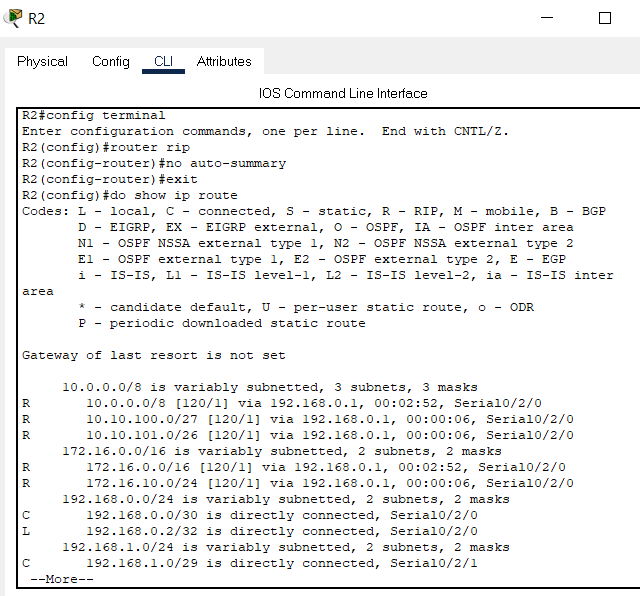 R2
Physical Config CLI Attributes
IOS Command Line Interface
R2#config terminal
Enter configuration commands, one per line.  End with CNTL/Z.
R2(config)#router rip
R2(config-router)#no auto-summary
R2(config-router)#exit
R2(config)#do show ip route
Codes: L - local, C - connected, S - static, R - RIP, M - mobile, B - BGP
       D - EIGRP, EX - EIGRP external, O - OSPF, IA - OSPF inter area
       N1 - OSPF NSSA external type 1, N2 - OSPF NSSA external type 2
       E1 - OSPF external type 1, E2 - OSPF external type 2, E - EGP
       i - IS-IS, L1 - IS-IS level-1, L2 - IS-IS level-2, ia - IS-IS inter
area
       * - candidate default, U - per-user static route, o - ODR
       P - periodic downloaded static route
Gateway of last resort is not set
     10.0.0.0/8 is variably subnetted, 3 subnets, 3 masks
R       10.0.0.0/8 [120/1] via 192.168.0.1, 00:02:52, Serial0/2/0
R       10.10.100.0/27 [120/1] via 192.168.0.1, 00:00:06, Serial0/2/0
R       10.10.101.0/26 [120/1] via 192.168.0.1, 00:00:06, Serial0/2/0
     172.16.0.0/16 is variably subnetted, 2 subnets, 2 masks
R       172.16.0.0/16 [120/1] via 192.168.0.1, 00:02:52, Serial0/2/0
R       172.16.10.0/24 [120/1] via 192.168.0.1, 00:00:06, Serial0/2/0
     192.168.0.0/24 is variably subnetted, 2 subnets, 2 masks
C       192.168.0.0/30 is directly connected, Serial0/2/0
L       192.168.0.2/32 is directly connected, Serial0/2/0
     192.168.1.0/24 is variably subnetted, 2 subnets, 2 masks
C       192.168.1.0/29 is directly connected, Serial0/2/1
 --More--